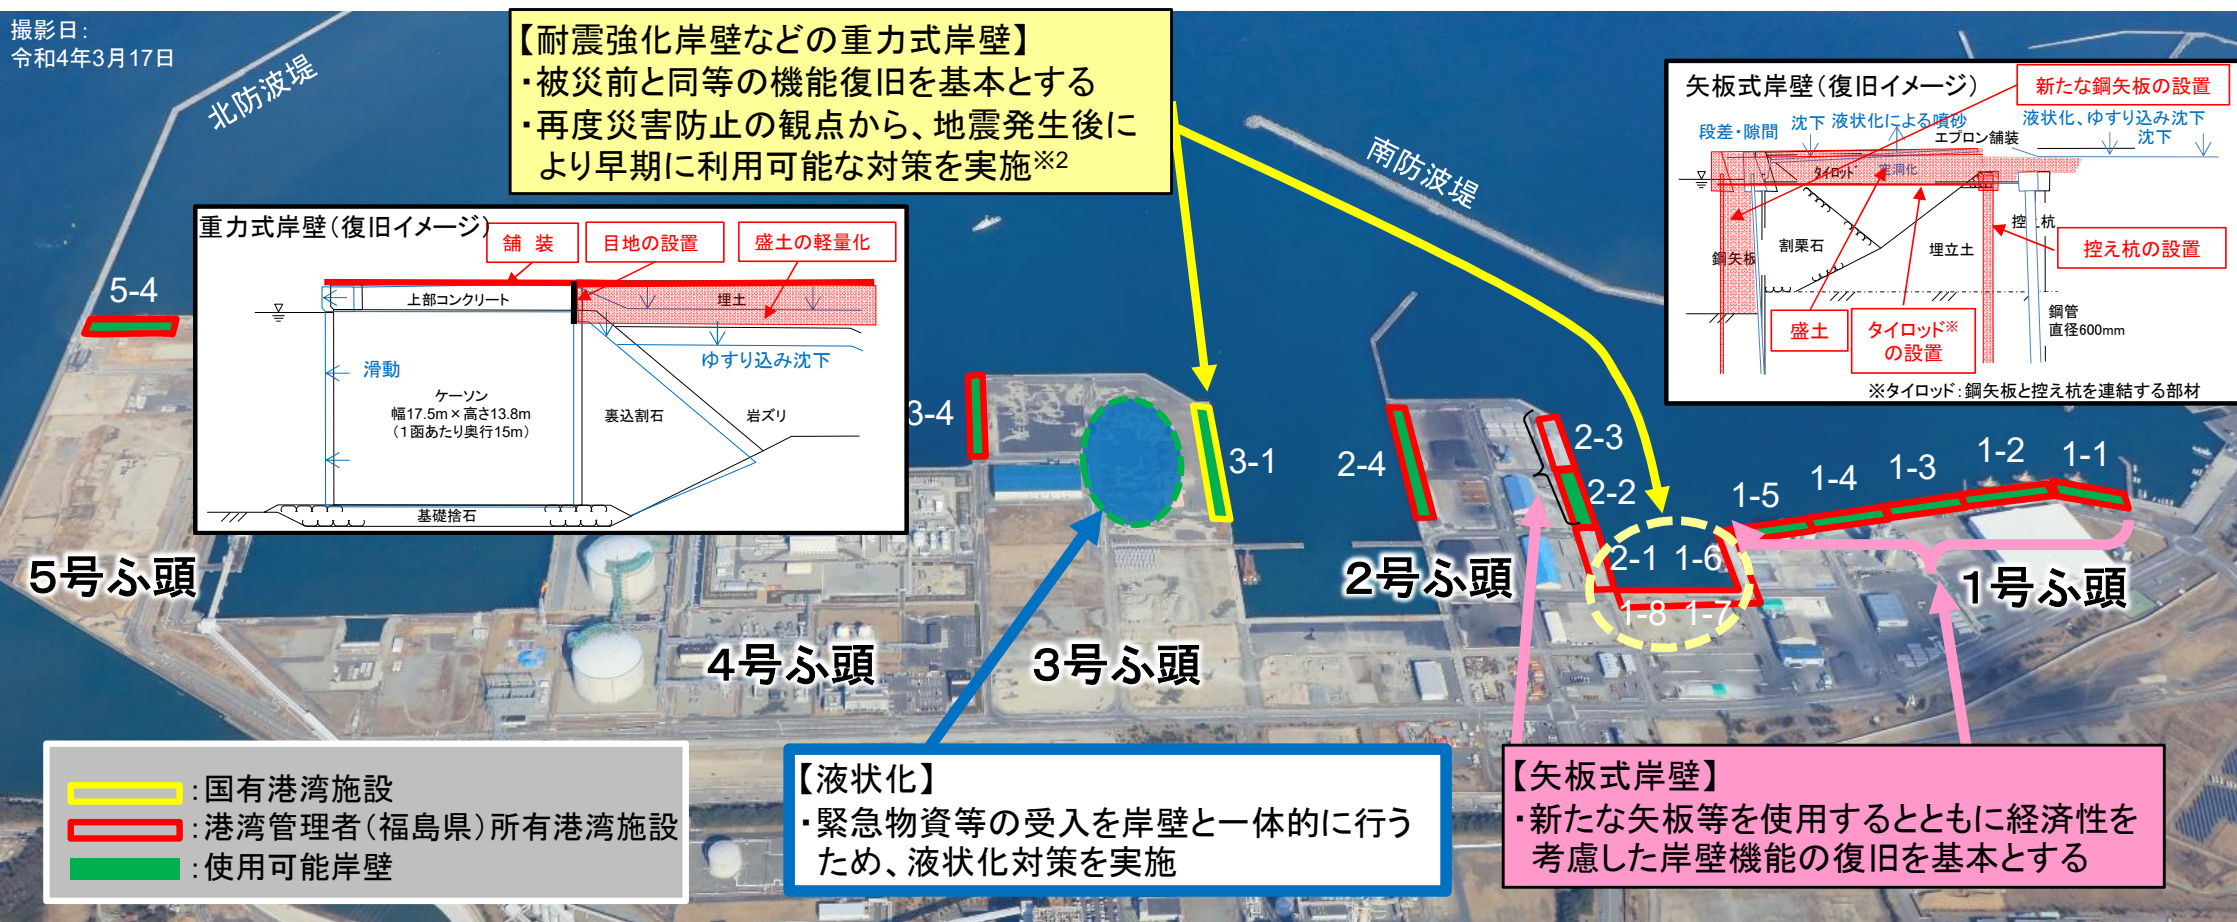 撮影日：
令和4年3月17日
北防波堤
【耐震強化岸壁などの重力式岸壁】
・被災前と同等の機能復旧を基本とする
・再度災害防止の観点から、地震発生後に
より早期に利用可能な対策を実施※2
南防波堤
矢板式岸壁（復旧イメージ）
新たな鋼矢板の設置
段差・隙間
沈下
液状化による噴砂
液状化、ゆすり込み沈下
沈下
エプロン舗装
タイロット
空洞化
控え杭
割栗石
埋立土
鋼矢板
控え杭の設置
盛土
タイロッド※
の設置
鋼管
直径600mm
※タイロッド：鋼矢板と控え杭を連結する部材
重力式岸壁（復旧イメージ）
舗 装
目地の設置
盛土の軽量化
上部コンクリート
埋土
滑動
ゆすり込み沈下
ケーソン
幅17.5m×高さ13.8m
（1函あたり奥行15m）
裏込割石
岩ズリ
基礎捨石
5-4
3-4
3-1
2-4
2-3
2-2
2-1
1-8
1-7
1-6
1-5
1-4
1-3
1-2
1-1
5号ふ頭
4号ふ頭
3号ふ頭
2号ふ頭
1号ふ頭
：国有港湾施設
：港湾管理者（福島県）所有港湾施設
：使用可能岸壁
【液状化】
・緊急物資等の受入を岸壁と一体的に行う
ため、液状化対策を実施
【矢板式岸壁】
・新たな矢板等を使用するとともに経済性を
考慮した岸壁機能の復旧を基本とする